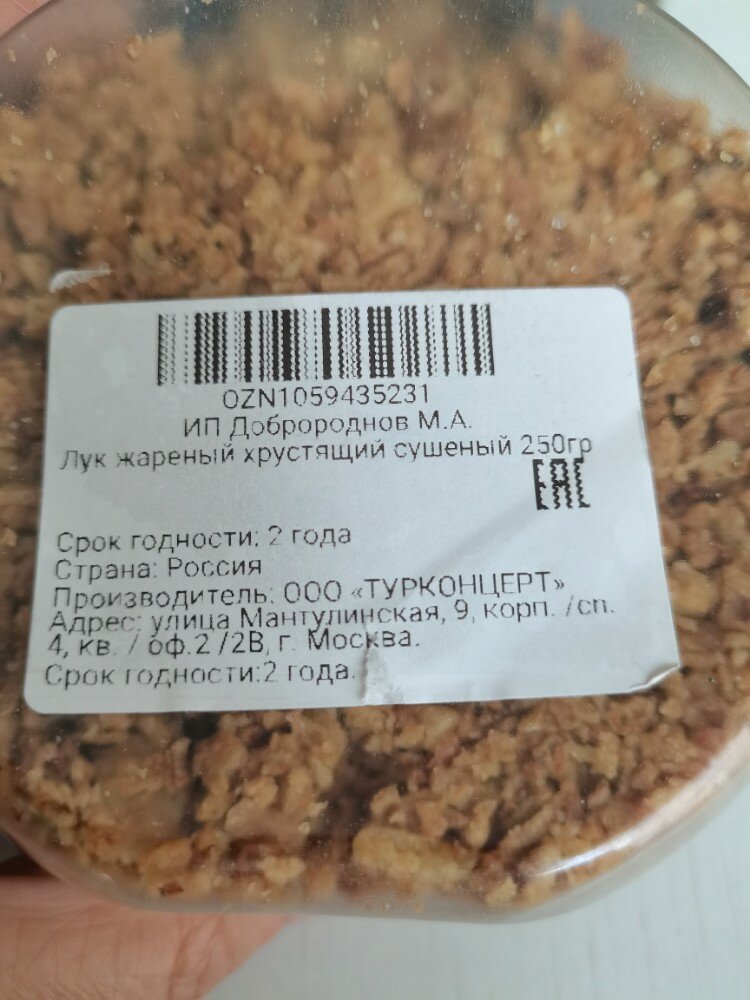 OZN1059435231
ИП Добророднов М.А.
Лук жареный хрустящий сушеный 250гр
EAC
Срок годности: 2 года
Страна: Россия
Производитель: ООО «ТУРКОНЦЕРТ»
Адрес: улица Мантулинская, 9, корп. /сп.
4, кв. / оф.2 /2В, г. Москва.
Срок годности:2 года.